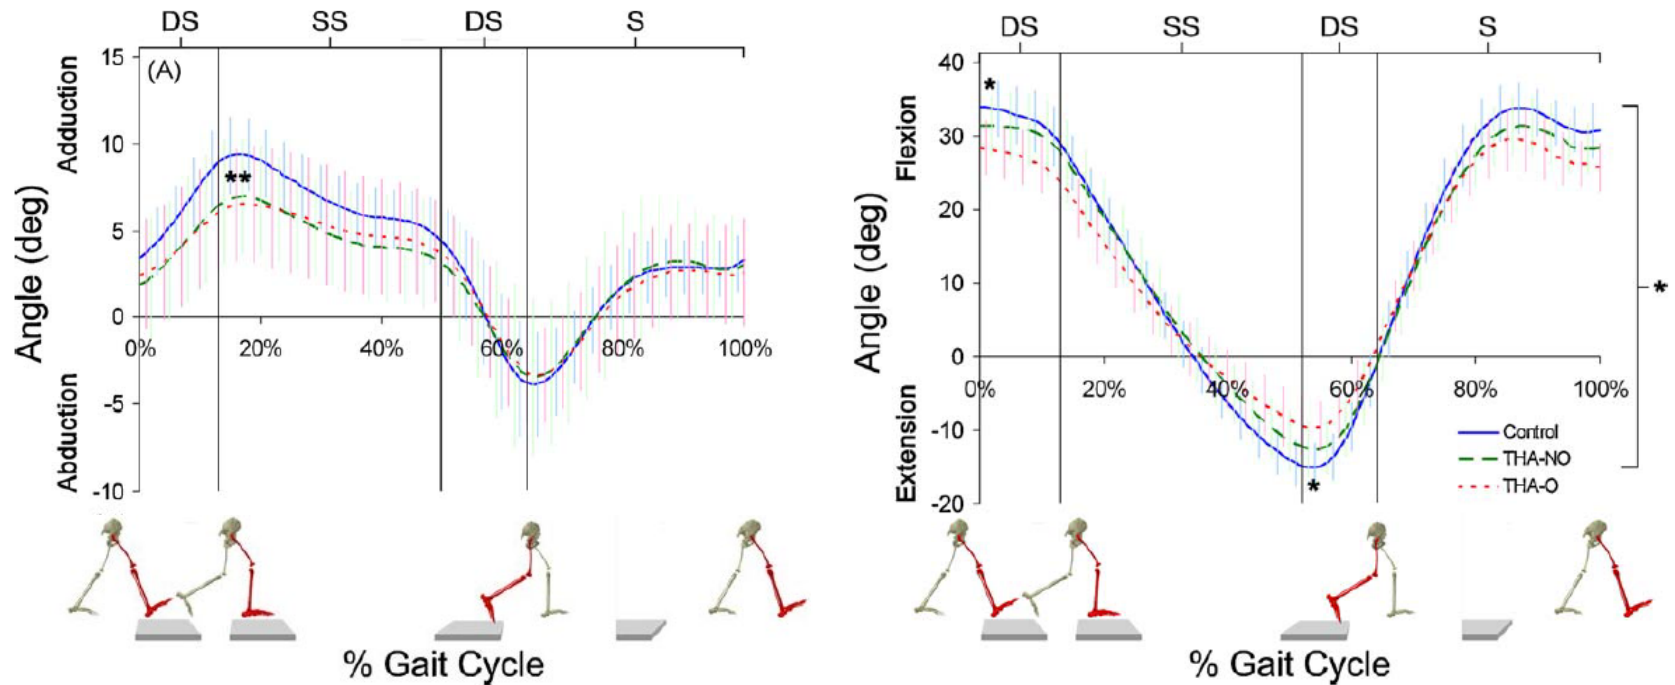 DS SS DS S
15
(A)
Adduction
10
5
0
-5
-10
Abduction
Angle (deg)
**
0% 20% 40% 60% 80% 100%
% Gait Cycle
DS SS DS S
40
30
20
10
0
-10
-20
Flexion
Extension
Angle (deg)
*
*
*
0% 20% 40% 60% 80% 100%
Control
THA-NO
THA-O
% Gait Cycle